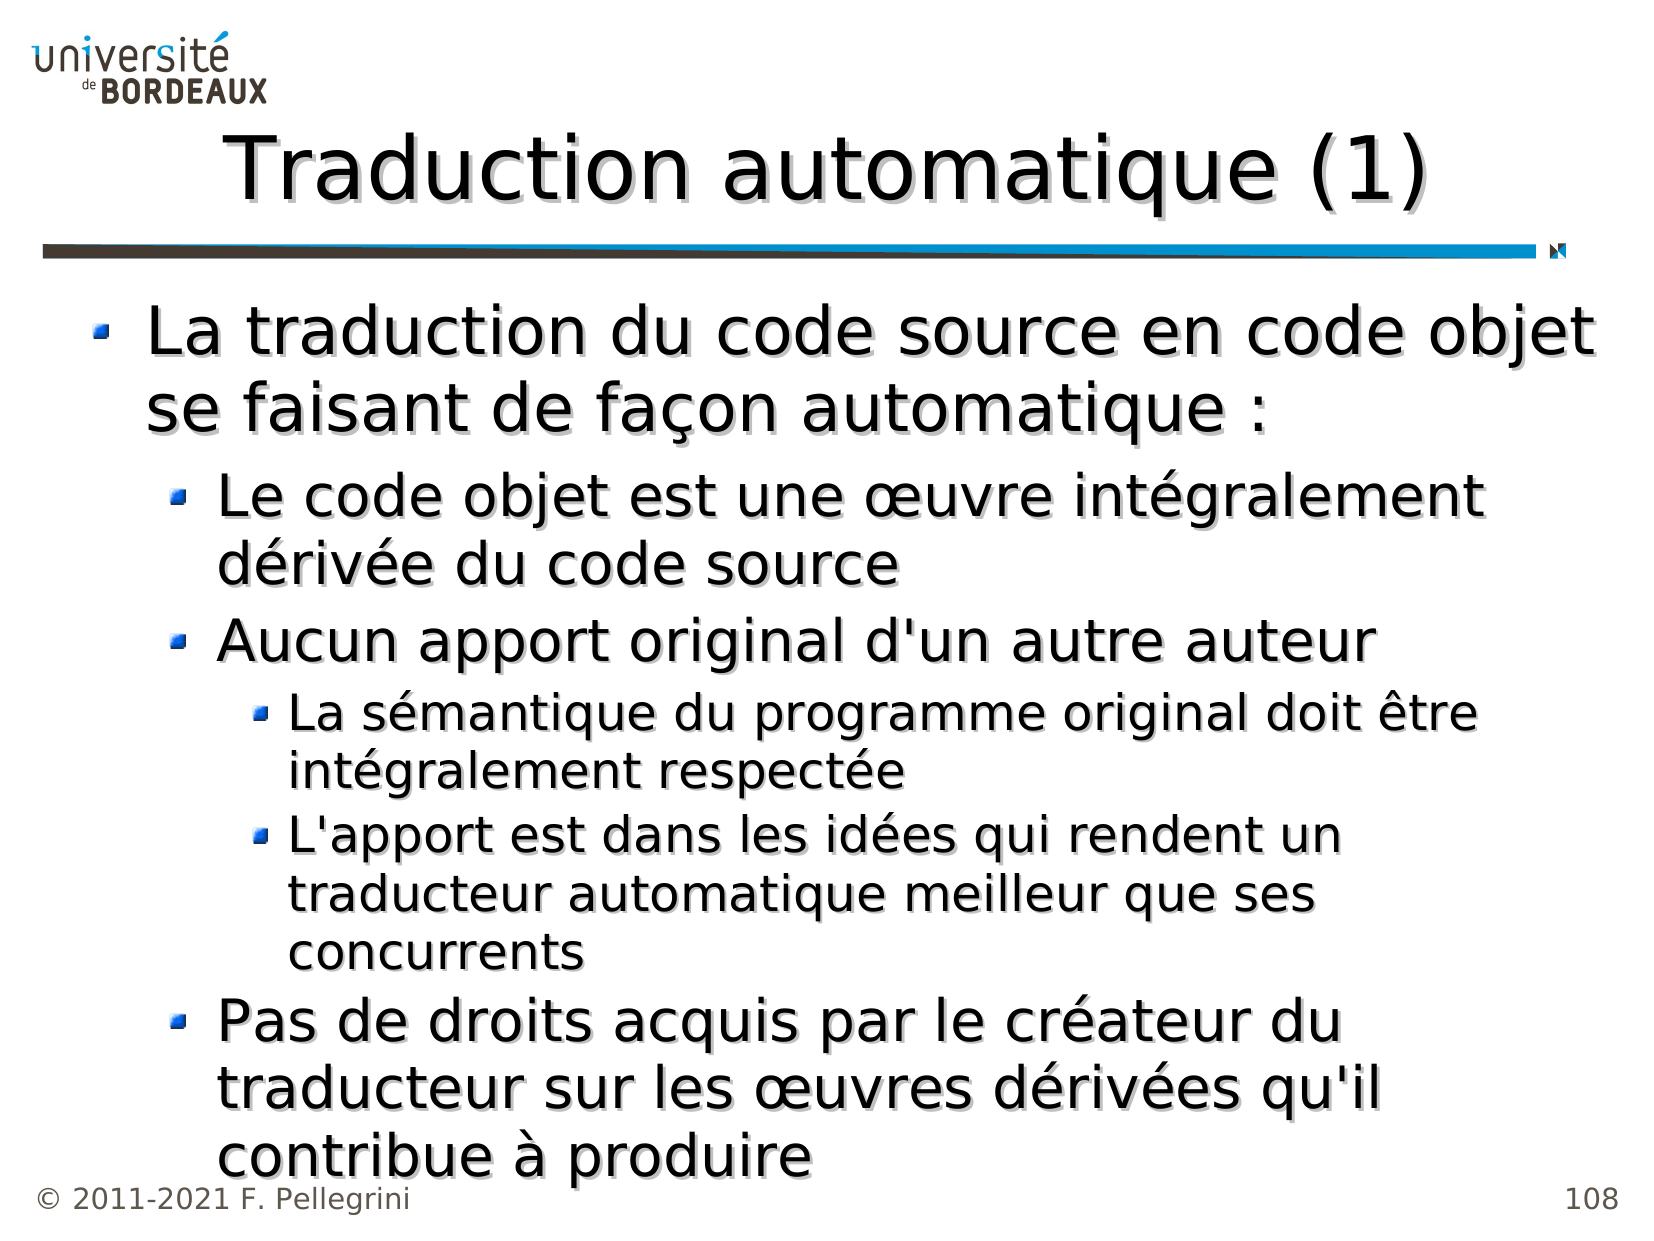 université
de BORDEAUX
Traduction automatique (1)
La traduction du code source en code objet
se faisant de façon automatique :
Le code objet est une œuvre intégralement
dérivée du code source
Aucun apport original d'un autre auteur
La sémantique du programme original doit être
intégralement respectée
L'apport est dans les idées qui rendent un
traducteur automatique meilleur que ses
concurrents
Pas de droits acquis par le créateur du
traducteur sur les œuvres dérivées qu'il
contribue à produire
© 2011-2021 F. Pellegrini
108